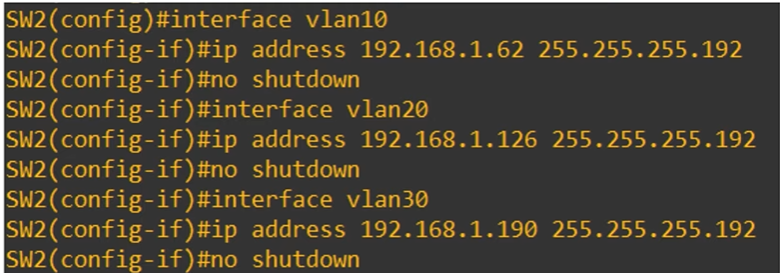 SW2(config)#interface vlan10
SW2(config-if)#ip address 192.168.1.62 255.255.255.192
SW2(config-if)#no shutdown
SW2(config-if)#interface vlan20
SW2(config-if)#ip address 192.168.1.126 255.255.255.192
SW2(config-if)#no shutdown
SW2(config-if)#interface vlan30
SW2(config-if)#ip address 192.168.1.190 255.255.255.192
SW2(config-if)#no shutdown